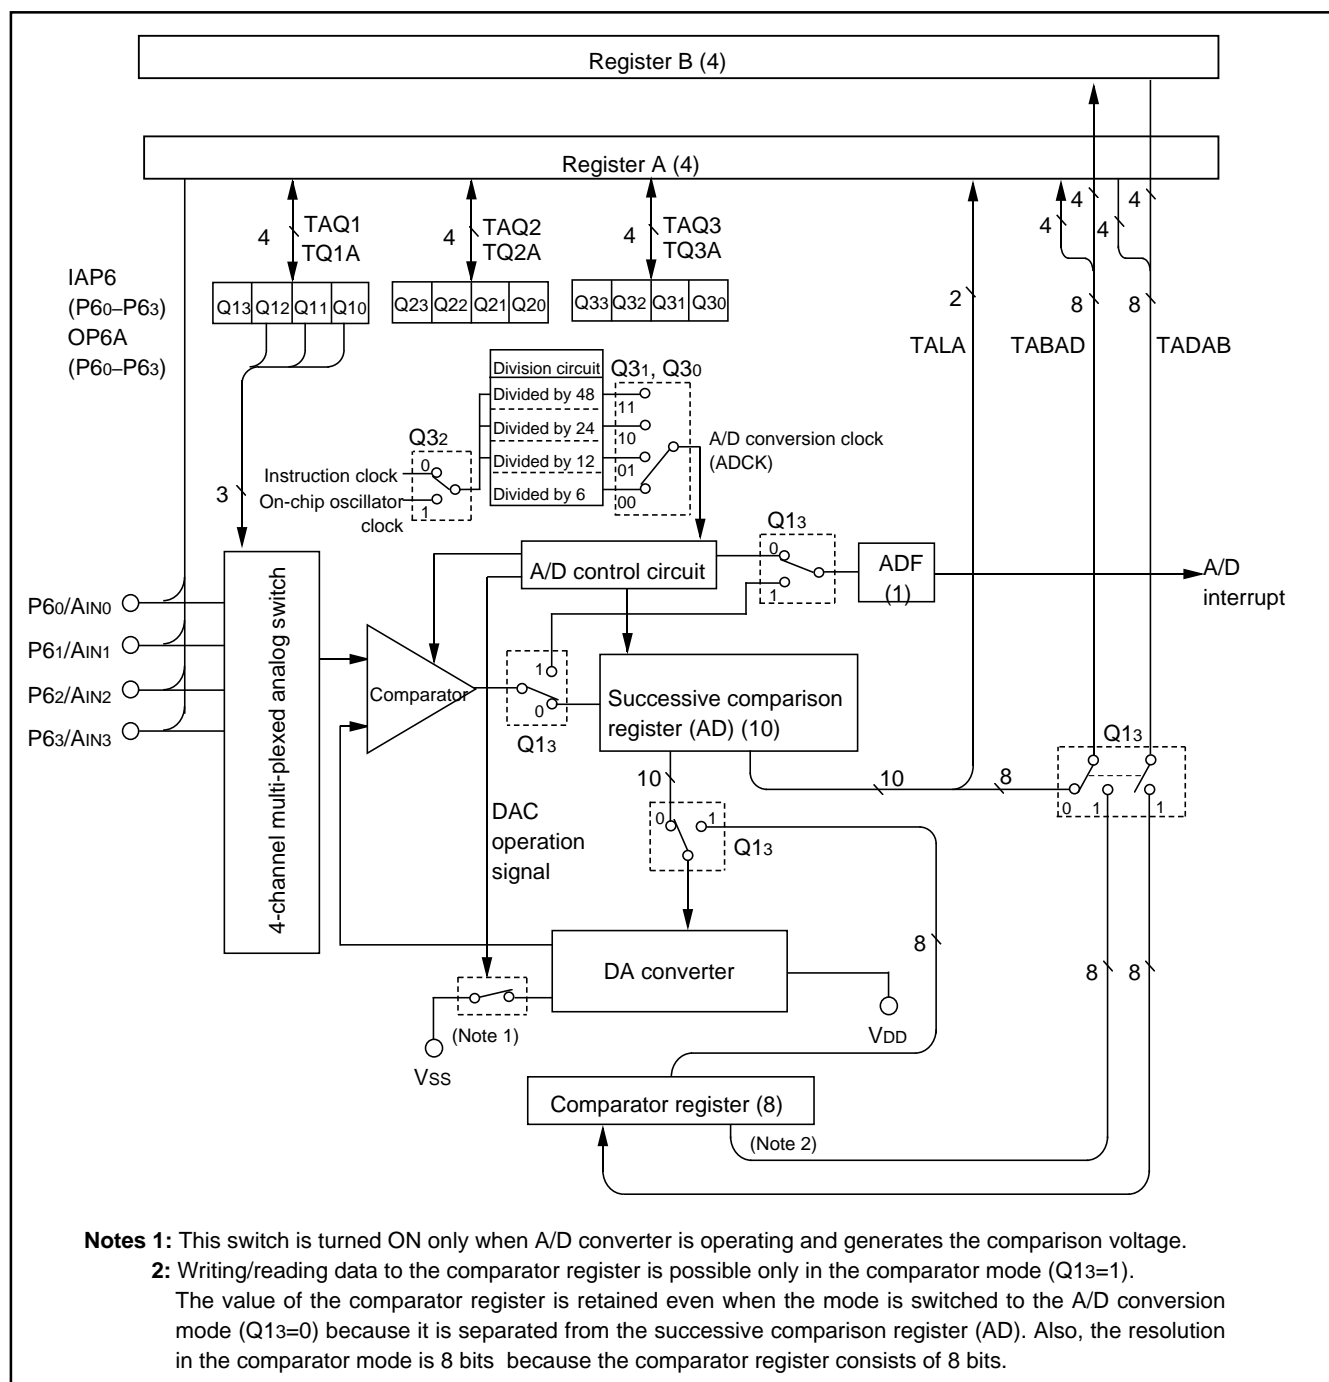 Register B (4)
Register A (4)
4
TAQ1
TQ1A
4
TAQ2
TQ2A
4
TAQ3
TQ3A
4
4
4
4
IAP6
(P60–P63)
OP6A
(P60–P63)
Q13 Q12 Q11 Q10
Q23 Q22 Q21 Q20
Q33 Q32 Q31 Q30
2
8
8
TALA
TABAD
TADAB
Division circuit
Divided by 48
Divided by 24
Divided by 12
Divided by 6
Q31, Q30
11
10
01
00
A/D conversion clock
(ADCK)
Q32
0
1
Instruction clock
On-chip oscillator
clock
3
Q13
0
1
A/D control circuit
ADF
(1)
A/D
interrupt
P60/AIN0
P61/AIN1
P62/AIN2
P63/AIN3
4-channel multi-plexed analog switch
Comparator
1
0
Q13
Successive comparison
register (AD) (10)
10
10
8
Q13
0
1
1
DAC
operation
signal
0
1
Q13
DA converter
8
8
8
(Note 1)
VSS
VDD
Comparator register (8)
(Note 2)
Notes 1: This switch is turned ON only when A/D converter is operating and generates the comparison voltage.
2: Writing/reading data to the comparator register is possible only in the comparator mode (Q13=1).
The value of the comparator register is retained even when the mode is switched to the A/D conversion
mode (Q13=0) because it is separated from the successive comparison register (AD). Also, the resolution
in the comparator mode is 8 bits because the comparator register consists of 8 bits.